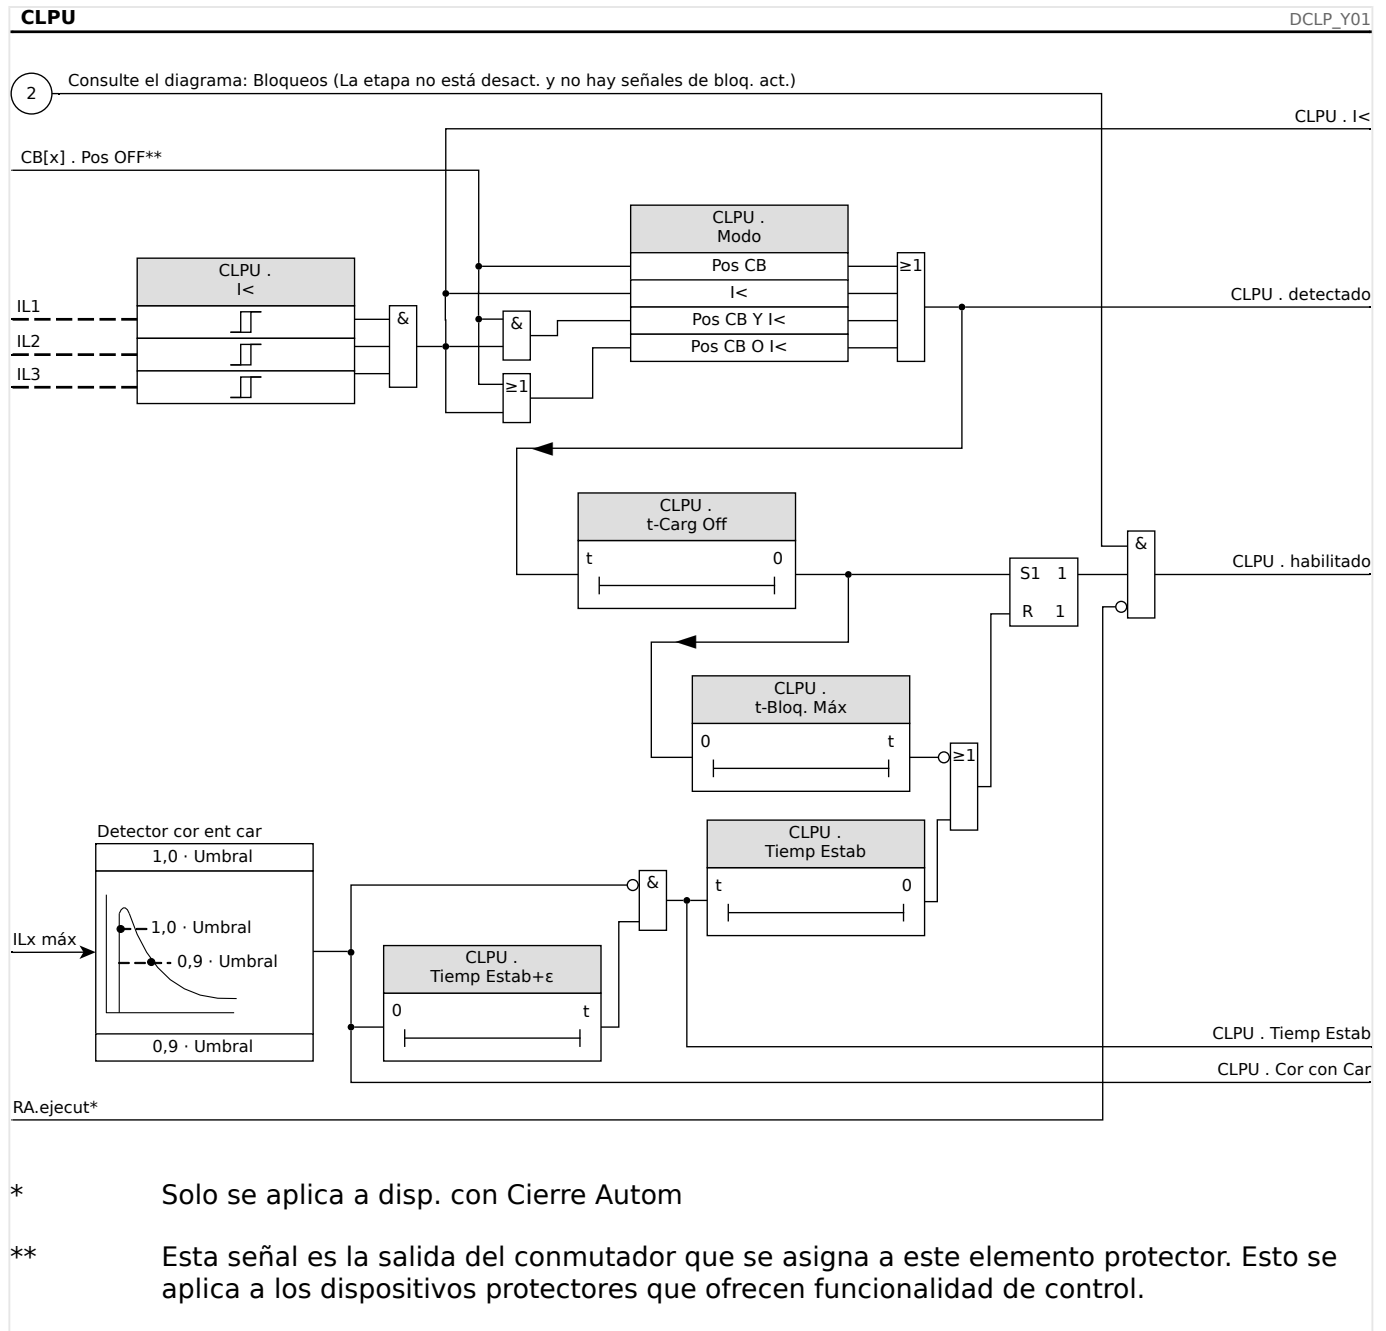 CLPU
DCLP_Y01
2
Consulte el diagrama: Bloqueos (La etapa no está desact. y no hay señales de bloq. act.)
CLPU . I<
CB[x] . Pos OFF**
CLPU .
Modo
Pos CB
I<
Pos CB Y I<
Pos CB O I<
≥1
CLPU .
I<
IL1
IL2
IL3
&
&
≥1
CLPU . detectado
CLPU .
t-Carg Off
t 0
S1 1
R 1
&
CLPU . habilitado
CLPU .
t-Bloq. Máx
0 t
≥1
Detector cor ent car
1,0 · Umbral
1,0 · Umbral
0,9 · Umbral
0,9 · Umbral
ILx máx
&
CLPU .
Tiemp Estab
t 0
CLPU .
Tiemp Estab+ε
0 t
CLPU . Tiemp Estab
CLPU . Cor con Car
RA.ejecut*
* Solo se aplica a disp. con Cierre Autom
** Esta señal es la salida del conmutador que se asigna a este elemento protector. Esto se
aplica a los dispositivos protectores que ofrecen funcionalidad de control.